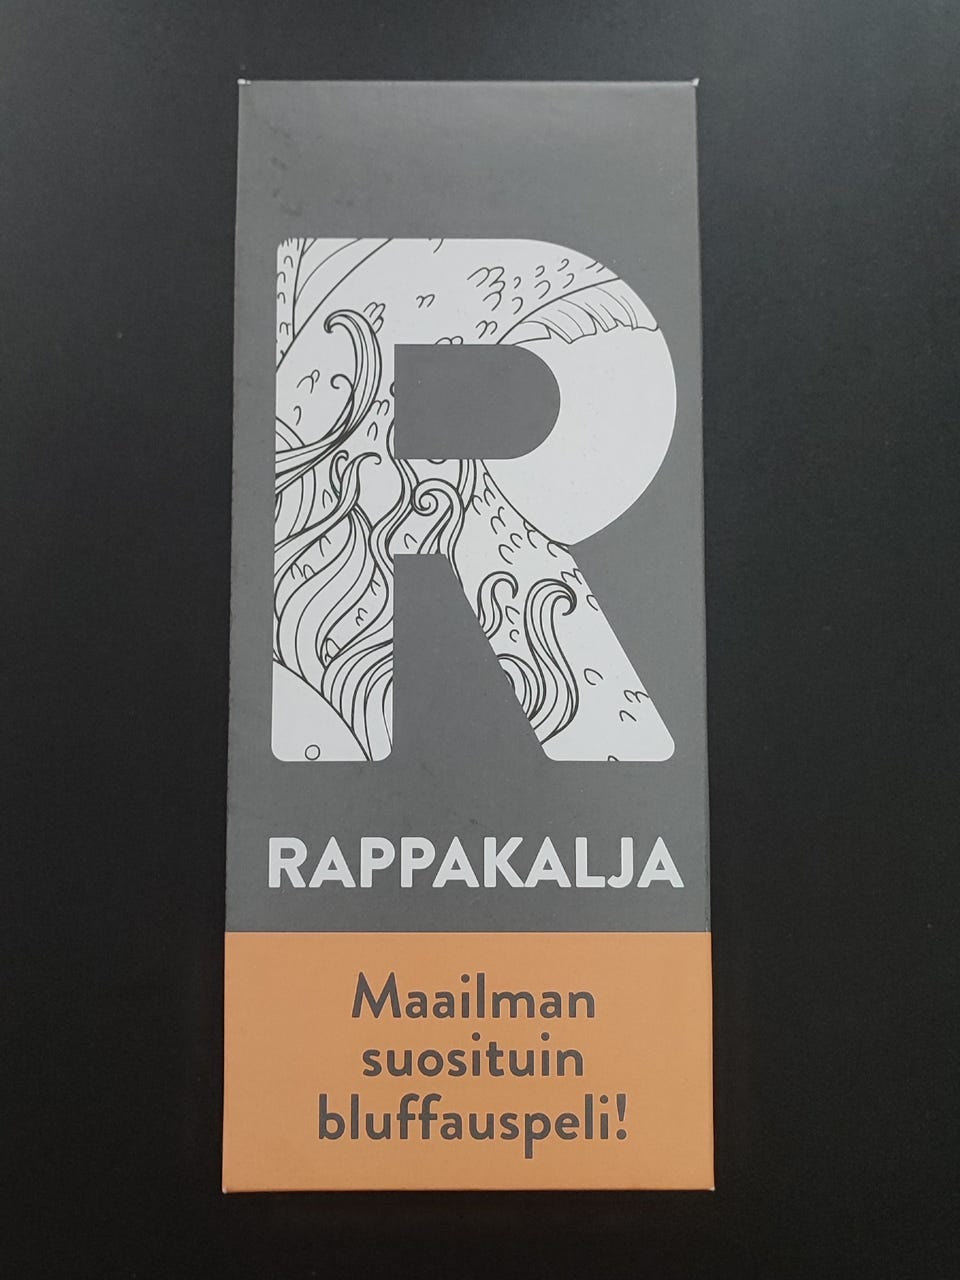 R
RAPPAKALJA
Maailman
suosituin
bluffauspeli!